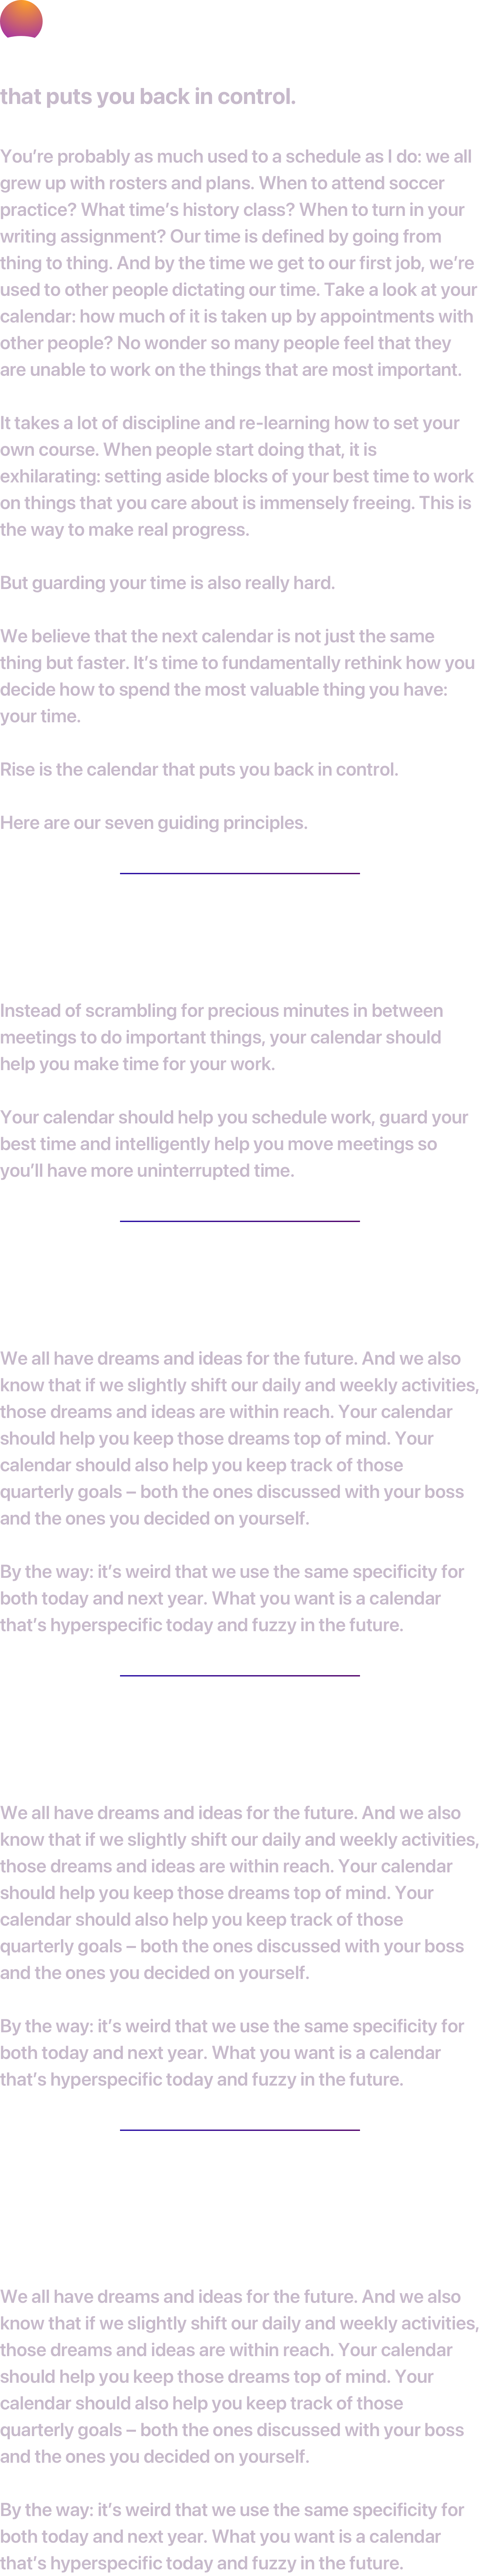 that puts you back in control.
You’re probably as much used to a schedule as I do: we all
grew up with rosters and plans. When to attend soccer
practice? What time’s history class? When to turn in your
writing assignment? Our time is defined by going from
thing to thing. And by the time we get to our first job, we’re
used to other people dictating our time. Take a look at your
calendar: how much of it is taken up by appointments with
other people? No wonder so many people feel that they
are unable to work on the things that are most important.
It takes a lot of discipline and re-learning how to set your
own course. When people start doing that, it is
exhilarating: setting aside blocks of your best time to work
on things that you care about is immensely freeing. This is
the way to make real progress.
But guarding your time is also really hard.
We believe that the next calendar is not just the same
thing but faster. It’s time to fundamentally rethink how you
decide how to spend the most valuable thing you have:
your time.
Rise is the calendar that puts you back in control.
Here are our seven guiding principles.
Instead of scrambling for precious minutes in between
meetings to do important things, your calendar should
help you make time for your work.
Your calendar should help you schedule work, guard your
best time and intelligently help you move meetings so
you’ll have more uninterrupted time.
We all have dreams and ideas for the future. And we also
know that if we slightly shift our daily and weekly activities,
those dreams and ideas are within reach. Your calendar
should help you keep those dreams top of mind. Your
calendar should also help you keep track of those
quarterly goals – both the ones discussed with your boss
and the ones you decided on yourself.
By the way: it’s weird that we use the same specificity for
both today and next year. What you want is a calendar
that’s hyperspecific today and fuzzy in the future.
We all have dreams and ideas for the future. And we also
know that if we slightly shift our daily and weekly activities,
those dreams and ideas are within reach. Your calendar
should help you keep those dreams top of mind. Your
calendar should also help you keep track of those
quarterly goals – both the ones discussed with your boss
and the ones you decided on yourself.
By the way: it’s weird that we use the same specificity for
both today and next year. What you want is a calendar
that’s hyperspecific today and fuzzy in the future.
We all have dreams and ideas for the future. And we also
know that if we slightly shift our daily and weekly activities,
those dreams and ideas are within reach. Your calendar
should help you keep those dreams top of mind. Your
calendar should also help you keep track of those
quarterly goals – both the ones discussed with your boss
and the ones you decided on yourself.
By the way: it’s weird that we use the same specificity for
both today and next year. What you want is a calendar
that’s hyperspecific today and fuzzy in the future.